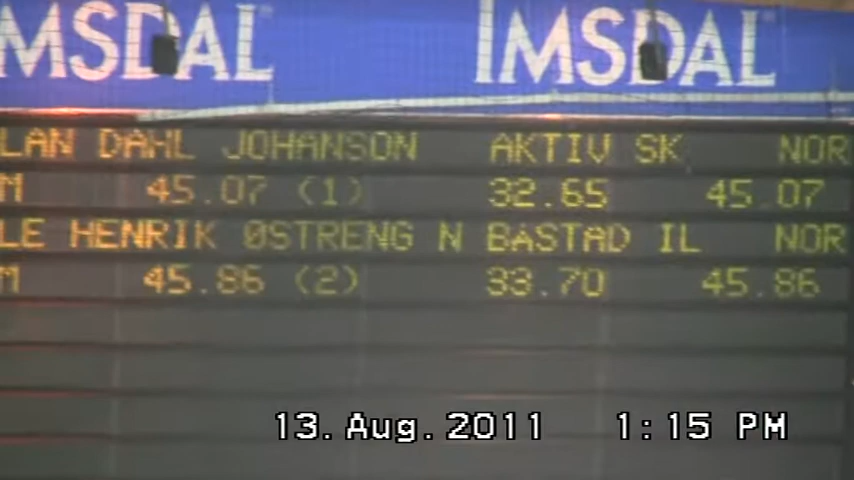 IMSDAL IMSDAL
LAN DAHL JOHANSON AKTIV SK NOR
M 45.07 (1) 32.65 45.07
LE HENRIK ØSTRENG N BÅSTAD IL NOR
M 45.86 (2) 33.70 45.86
13.Aug.2011 1:15 PM